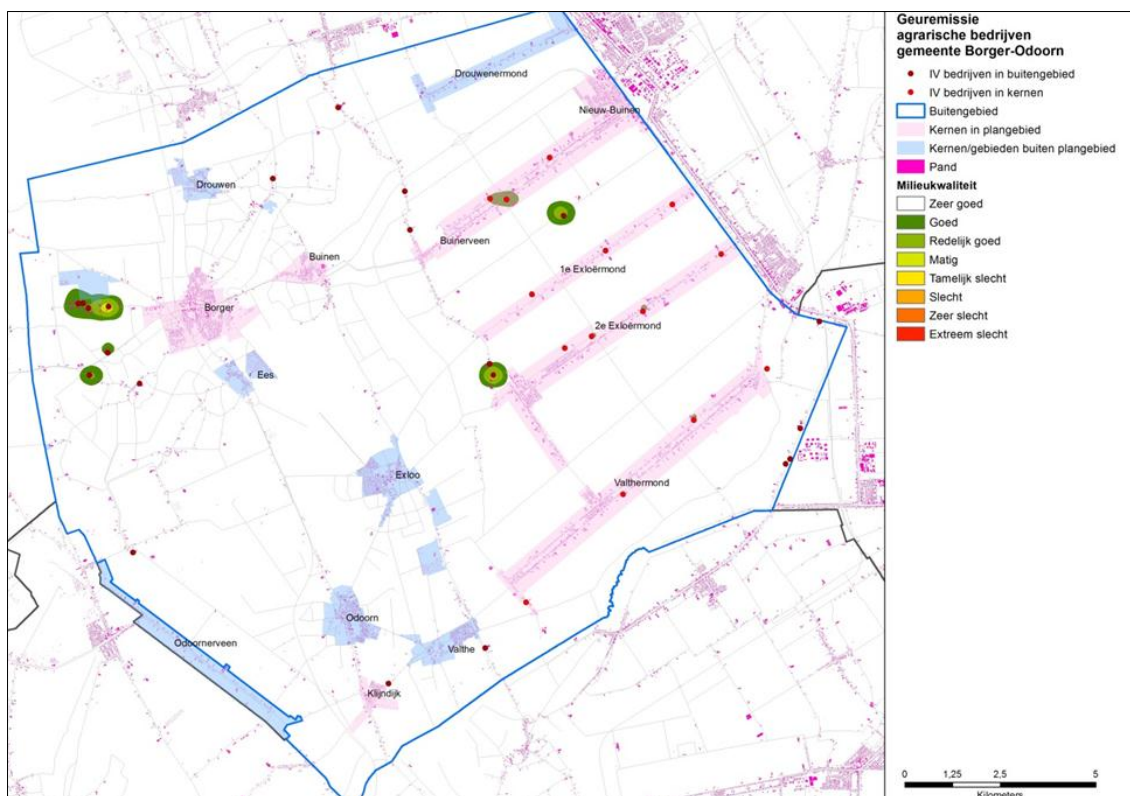 Geuremissie
agrarische bedrijven
gemeente Borger-Odoorn
IV bedrijven in buitengebied
IV bedrijven in kernen
Buitengebied
Kernen in plangebied
Kernen/gebieden buiten plangebied
Pand
Milieukwaliteit
Zeer goed
Goed
Redelijk goed
Matig
Tamelijk slecht
Slecht
Zeer slecht
Extreem slecht
Drouwenermond
Nieuw-Buinen
Drouwen
Buinerveen
Buinen
1e Exloërmond
Borger
2e Exloërmond
Ees
Exloo
Valthermond
Odoorn
Odoornerveen
Valthe
Klijndijk
0 1,25 2,5 5
Kilometers